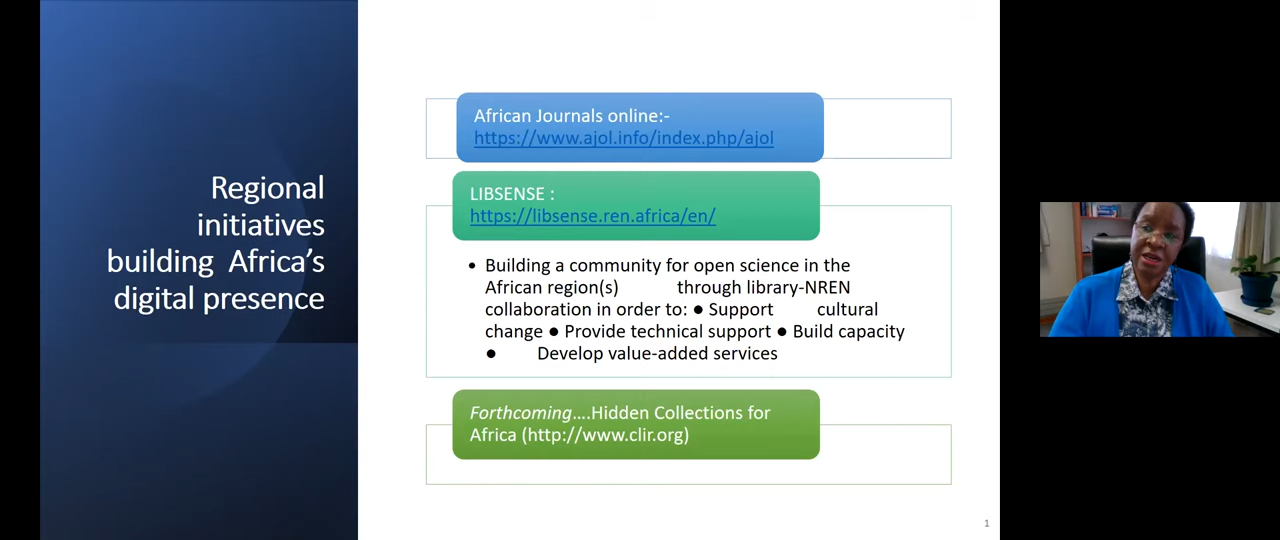 Regional
initiatives
building Africa's
digital presence
African Journals online:-
https://www.ajol.info/index.php/ajol
LIBSENSE :
https://libsense.ren.africa/en/
• Building a community for open science in the
African region(s) through library-NREN
collaboration in order to: ● Support cultural
change ● Provide technical support ● Build capacity
● Develop value-added services
Forthcoming....Hidden Collections for
Africa (http://www.clir.org)
1